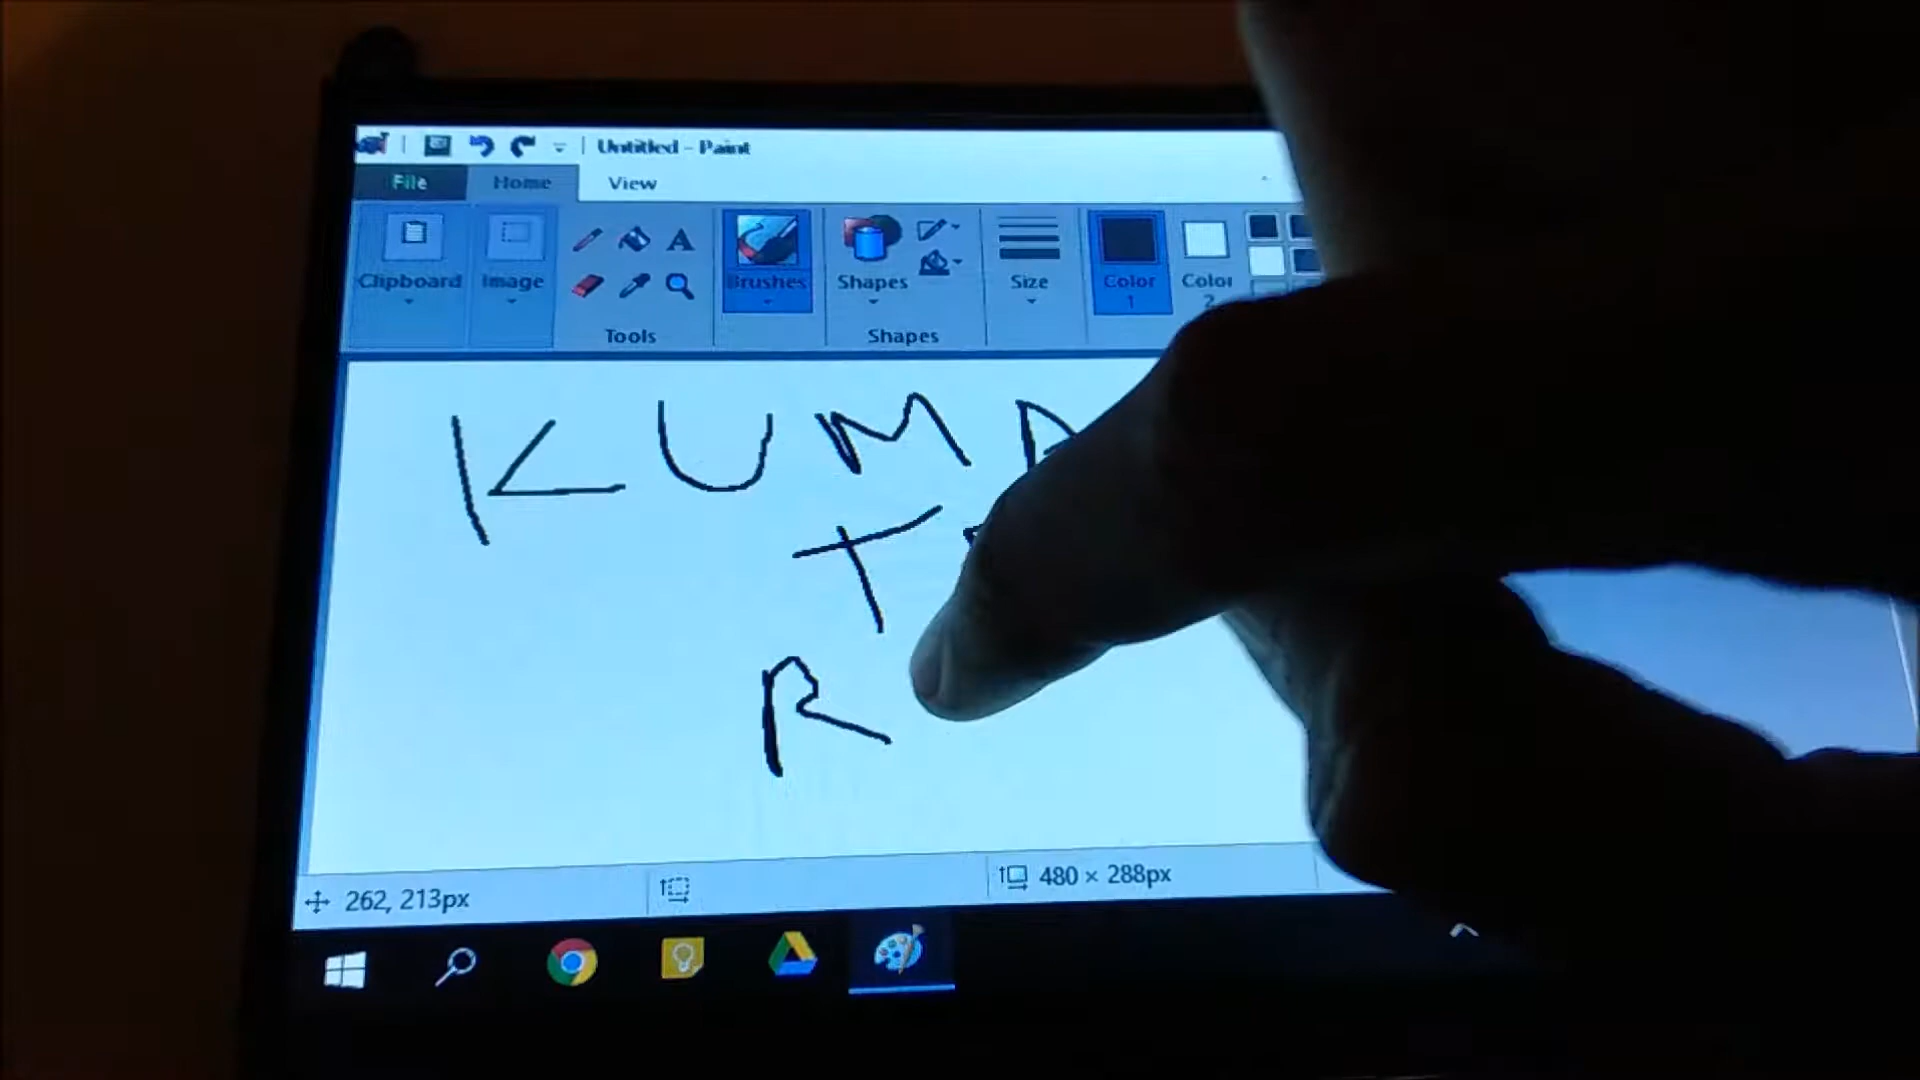 Untitled - Paint
File Home View
Clipboard Image Brushes Shapes Size Color 1 Color 2
Tools Shapes
KUM
T
R
262, 213px 480 × 288px